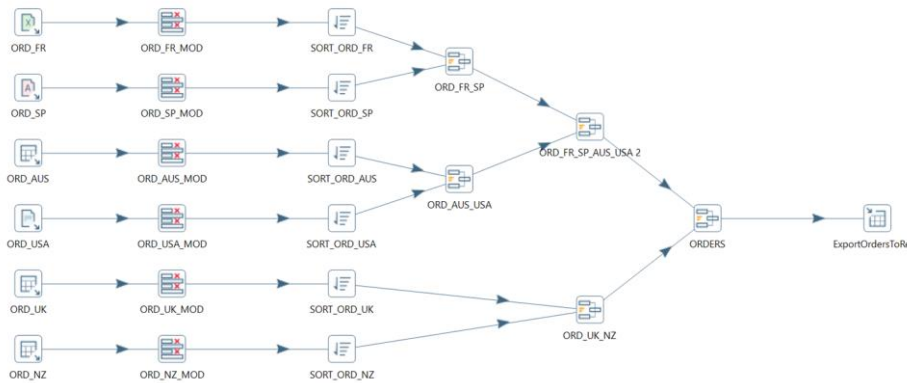 ORD_FR
ORD_FR_MOD
SORT_ORD_FR
ORD_FR_SP
ORD_SP
ORD_SP_MOD
SORT_ORD_SP
ORD_FR_SP_AUS_USA 2
ORD_AUS
ORD_AUS_MOD
SORT_ORD_AUS
ORD_AUS_USA
ORD_USA
ORD_USA_MOD
SORT_ORD_USA
ORDERS
ExportOrdersToRe
ORD_UK
ORD_UK_MOD
SORT_ORD_UK
ORD_UK_NZ
ORD_NZ
ORD_NZ_MOD
SORT_ORD_NZ